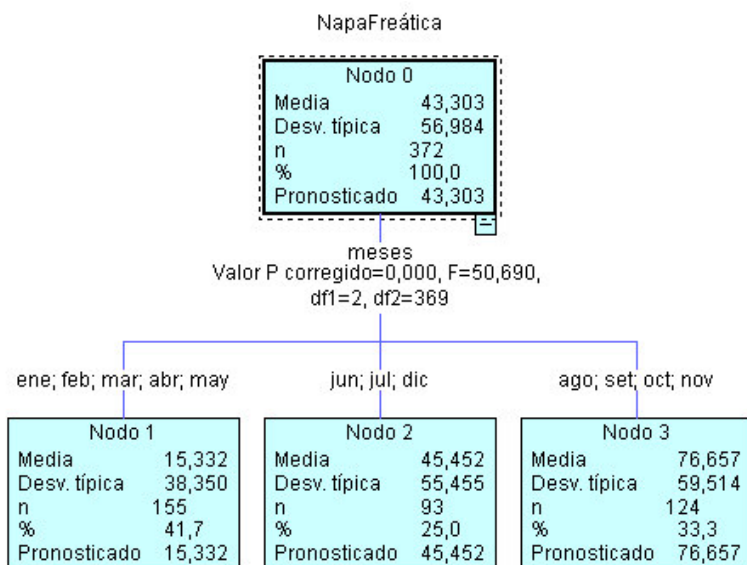 NapaFreática
Nodo 0
Media 43,303
Desv. típica 56,984
n 372
% 100,0
Pronosticado 43,303
meses
Valor P corregido=0,000, F=50,690,
df1=2, df2=369
ene; feb; mar; abr; may
Nodo 1
Media 15,332
Desv. típica 38,350
n 155
% 41,7
Pronosticado 15,332
jun; jul; dic
Nodo 2
Media 45,452
Desv. típica 55,455
n 93
% 25,0
Pronosticado 45,452
ago; set; oct; nov
Nodo 3
Media 76,657
Desv. típica 59,514
n 124
% 33,3
Pronosticado 76,657